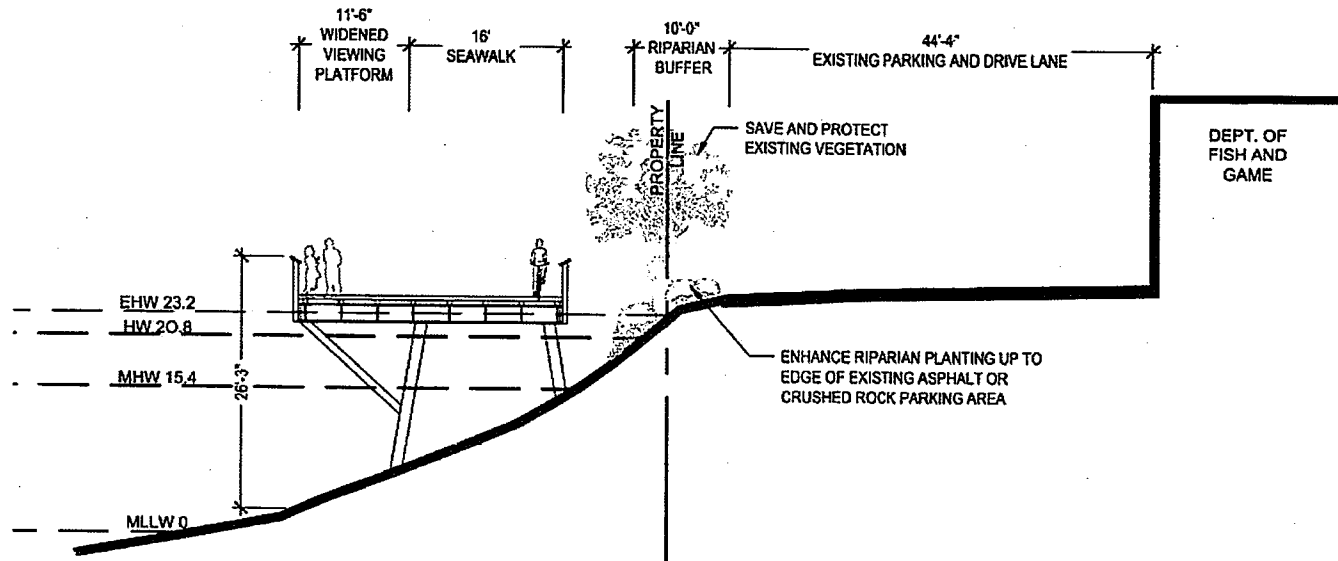 11'-6"
WIDENED
VIEWING
PLATFORM
16'
SEAWALK
10'-0"
RIPARIAN
BUFFER
44'-4"
EXISTING PARKING AND DRIVE LANE
PROPERTY
LINE
SAVE AND PROTECT
EXISTING VEGETATION
DEPT. OF
FISH AND
GAME
EHW 23.2
HW 20.8
MHW 15.4
26'-3"
MLLW 0
ENHANCE RIPARIAN PLANTING UP TO
EDGE OF EXISTING ASPHALT OR
CRUSHED ROCK PARKING AREA